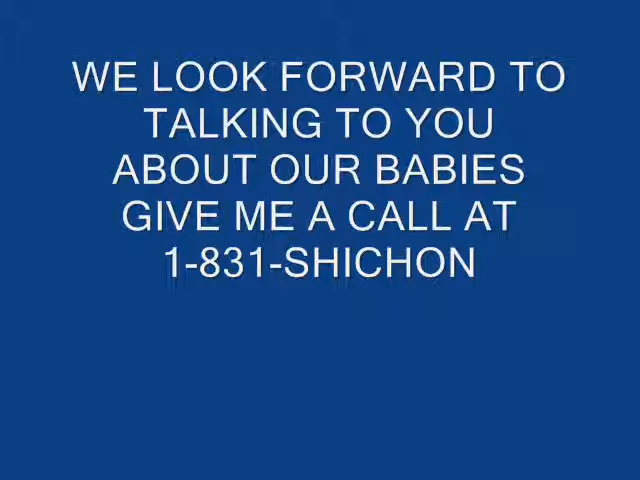 WE LOOK FORWARD TO
TALKING TO YOU
ABOUT OUR BABIES
GIVE ME A CALL AT
1-831-SHICHON